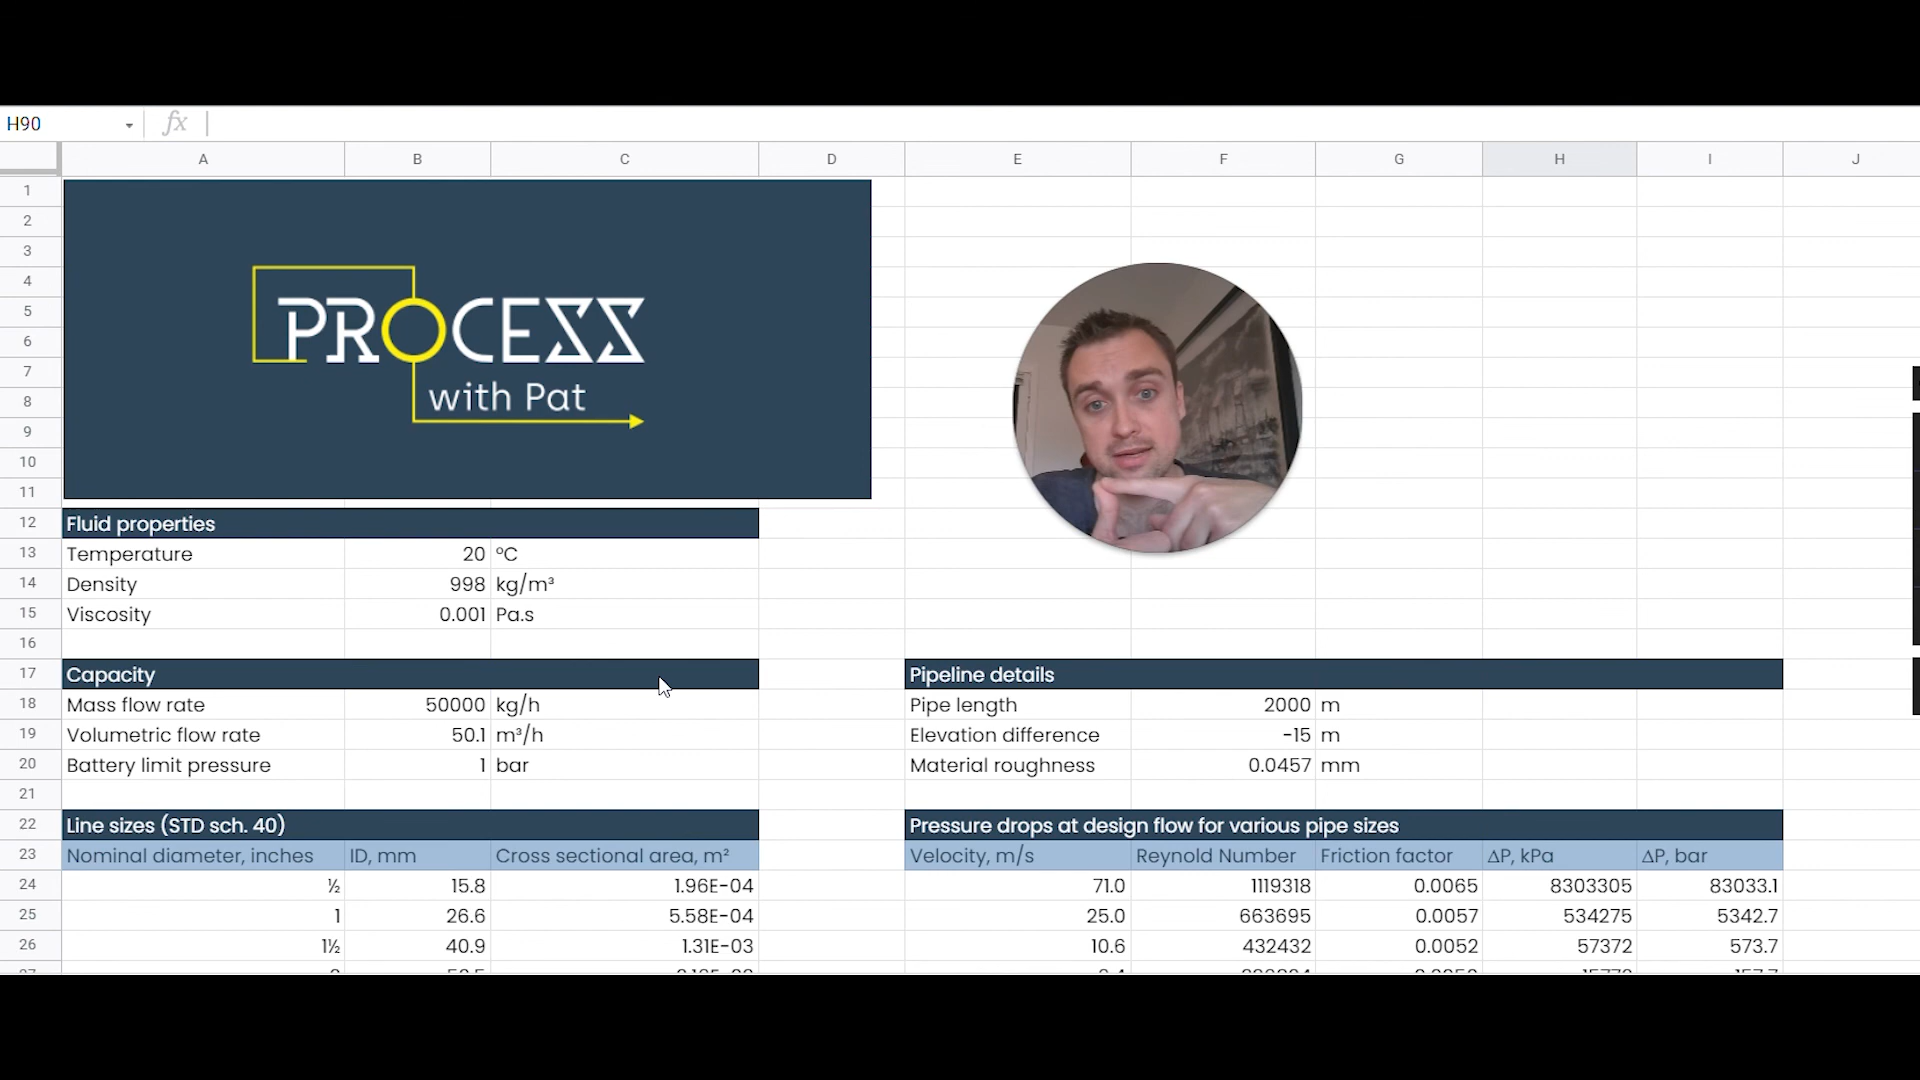 H90 fx
A B C D E F G H I J
1
2
3
4
5
6
7
8
9
10
11
PROCESS
with Pat
12 Fluid properties
13 Temperature 20 °C
14 Density 998 kg/m³
15 Viscosity 0.001 Pa.s
16
17 Capacity Pipeline details
18 Mass flow rate 50000 kg/h Pipe length 2000 m
19 Volumetric flow rate 50.1 m³/h Elevation difference -15 m
20 Battery limit pressure 1 bar Material roughness 0.0457 mm
21
22 Line sizes (STD sch. 40) Pressure drops at design flow for various pipe sizes
23 Nominal diameter, inches ID, mm Cross sectional area, m² Velocity, m/s Reynold Number Friction factor ΔP, kPa ΔP, bar
24 ½ 15.8 1.96E-04 71.0 1119318 0.0065 8303305 83033.1
25 1 26.6 5.58E-04 25.0 663695 0.0057 534275 5342.7
26 1½ 40.9 1.31E-03 10.6 432432 0.0052 57372 573.7